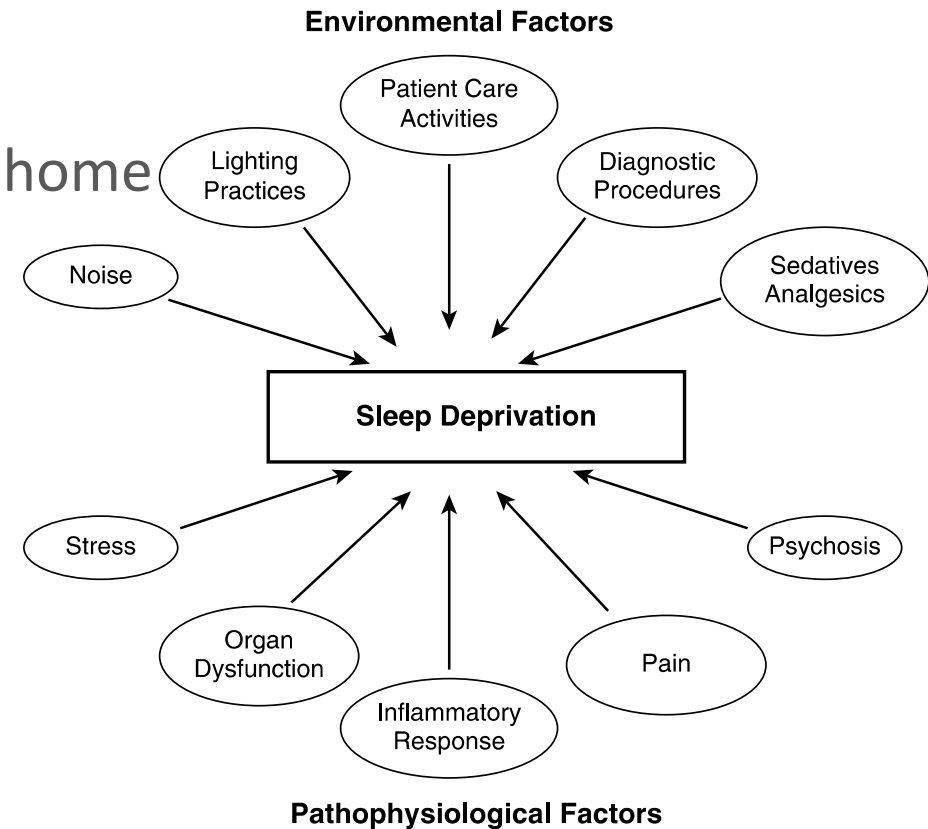 Environmental Factors
Patient Care
Activities
home
Lighting
Practices
Diagnostic
Procedures
Noise
Sedatives
Analgesics
Sleep Deprivation
Stress
Psychosis
Organ
Dysfunction
Pain
Inflammatory
Response
Pathophysiological Factors